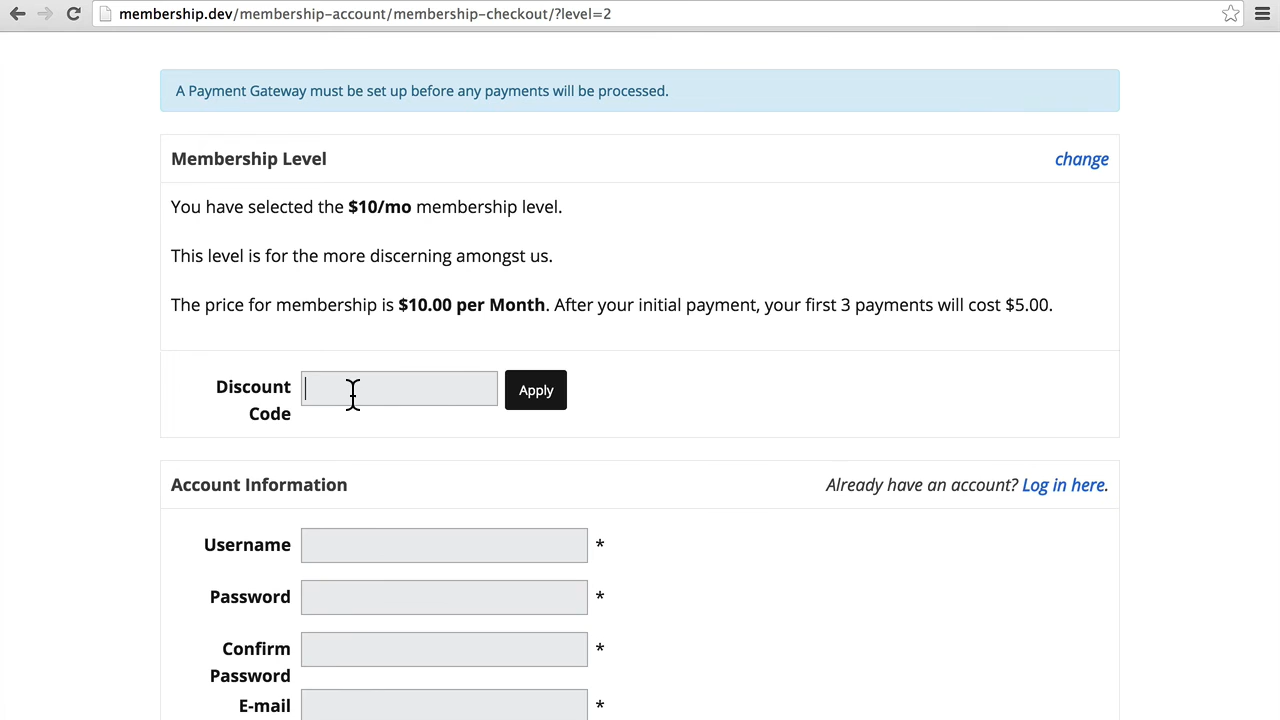 membership.dev/membership-account/membership-checkout/?level=2
A Payment Gateway must be set up before any payments will be processed.
Membership Level
change
You have selected the $10/mo membership level.
This level is for the more discerning amongst us.
The price for membership is $10.00 per Month. After your initial payment, your first 3 payments will cost $5.00.
Discount
Code
Apply
Account Information
Already have an account? Log in here.
Username *
Password *
Confirm *
Password
E-mail *